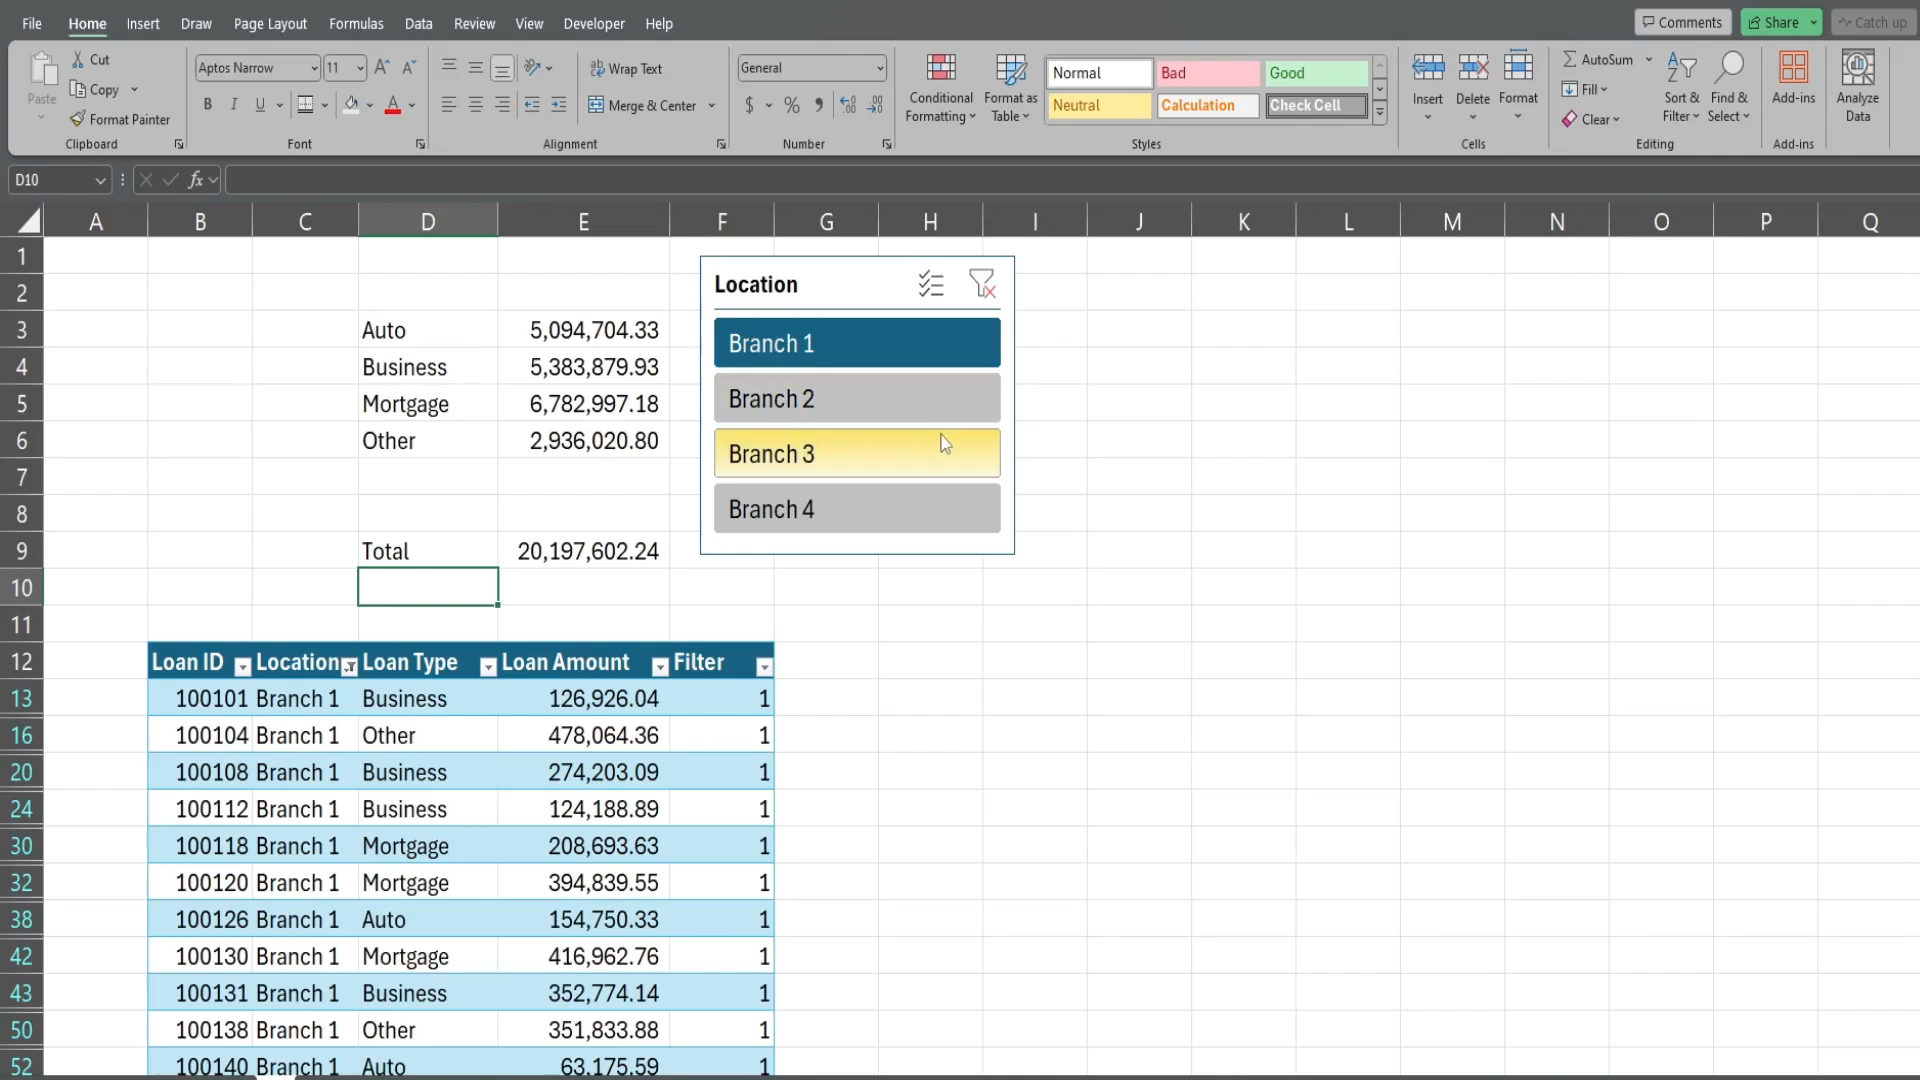 File Home Insert Draw Page Layout Formulas Data Review View Developer Help Comments Share Catch up
Paste
Cut
Copy
Format Painter
Clipboard
Aptos Narrow 11
B I U
Font
Wrap Text
Merge & Center
Alignment
General
$ % 9
Number
Conditional Formatting
Format as Table
Normal Bad Good
Neutral Calculation Check Cell
Styles
Insert Delete Format
Cells
AutoSum
Fill
Clear
Sort & Filter
Find & Select
Editing
Add-ins
Add-ins
Analyze Data
D10 fx
A B C D E F G H I J K L M N O P Q
1
2
3 Auto 5,094,704.33
4 Business 5,383,879.93
5 Mortgage 6,782,997.18
6 Other 2,936,020.80
7
8
9 Total 20,197,602.24
10
11
Location
Branch 1
Branch 2
Branch 3
Branch 4
12 Loan ID Location Loan Type Loan Amount Filter
13 100101 Branch 1 Business 126,926.04 1
16 100104 Branch 1 Other 478,064.36 1
20 100108 Branch 1 Business 274,203.09 1
24 100112 Branch 1 Business 124,188.89 1
30 100118 Branch 1 Mortgage 208,693.63 1
32 100120 Branch 1 Mortgage 394,839.55 1
38 100126 Branch 1 Auto 154,750.33 1
42 100130 Branch 1 Mortgage 416,962.76 1
43 100131 Branch 1 Business 352,774.14 1
50 100138 Branch 1 Other 351,833.88 1
52 100140 Branch 1 Auto 63,175.59 1